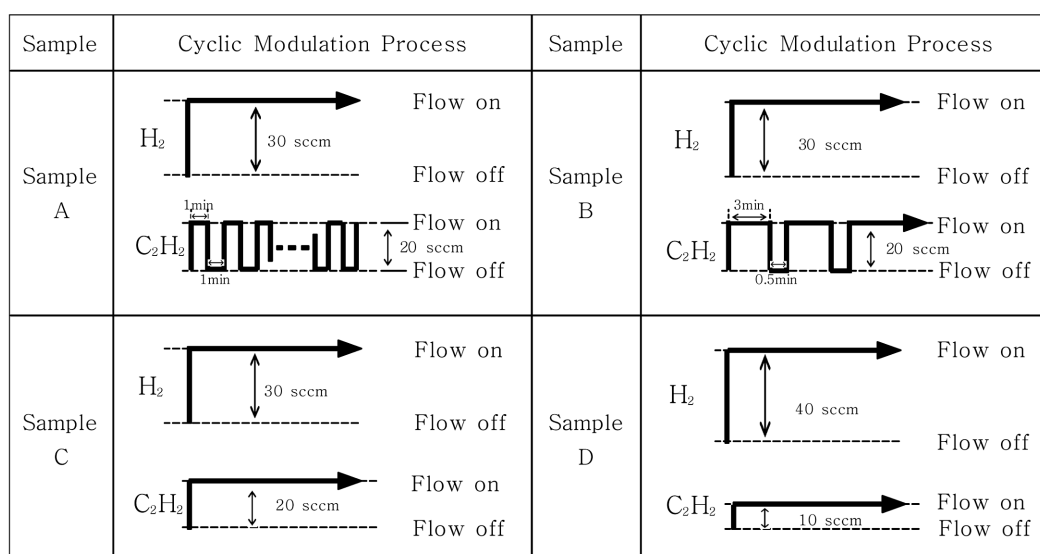 Sample Cyclic Modulation Process Sample Cyclic Modulation Process
Sample
A
H₂
30 sccm
Flow on
Flow off
1min
C₂H₂
1min
Flow on
20 sccm
Flow off
Sample
B
H₂
30 sccm
Flow on
Flow off
3min
C₂H₂
0.5min
Flow on
20 sccm
Flow off
Sample
C
H₂
30 sccm
Flow on
Flow off
C₂H₂
20 sccm
Flow on
Flow off
Sample
D
H₂
40 sccm
Flow on
Flow off
C₂H₂
10 sccm
Flow on
Flow off